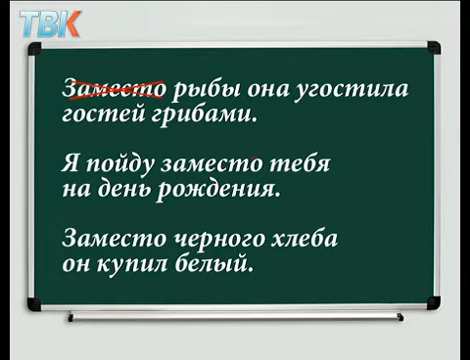 ТВК
Заместо рыбы она угостила
гостей грибами.
Я пойду заместо тебя
на день рождения.
Заместо черного хлеба
он купил белый.